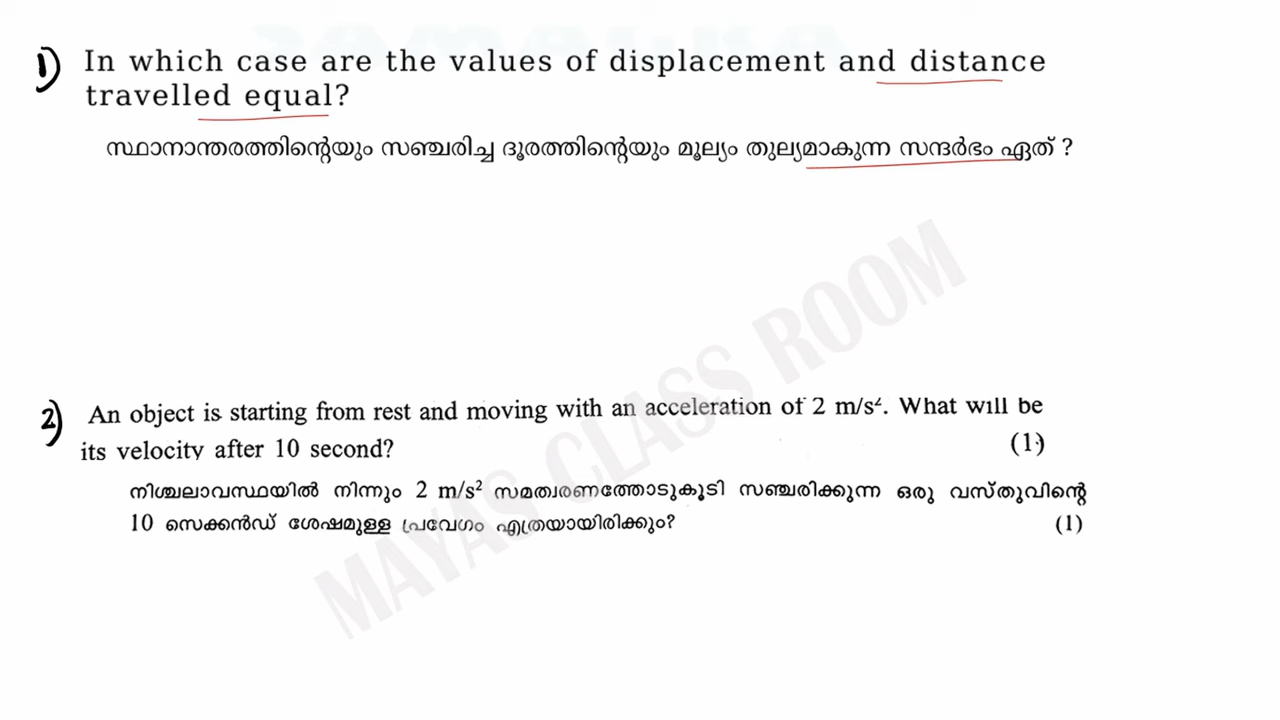 1) In which case are the values of displacement and distance
travelled equal?
സ്ഥാനാന്തരത്തിന്റെയും സഞ്ചരിച്ച ദൂരത്തിന്റെയും മൂല്യം തുല്യമാകുന്ന സന്ദർഭം ഏത് ?
MAYAS CLASS ROOM
2) An object is starting from rest and moving with an acceleration of 2 m/s². What will be
its velocity after 10 second? (1)
നിശ്ചലാവസ്ഥയിൽ നിന്നും 2 m/s² സമത്വരണത്തോടുകൂടി സഞ്ചരിക്കുന്ന ഒരു വസ്തുവിന്റെ
10 സെക്കൻഡ് ശേഷമുള്ള പ്രവേഗം എത്രയായിരിക്കും? (1)